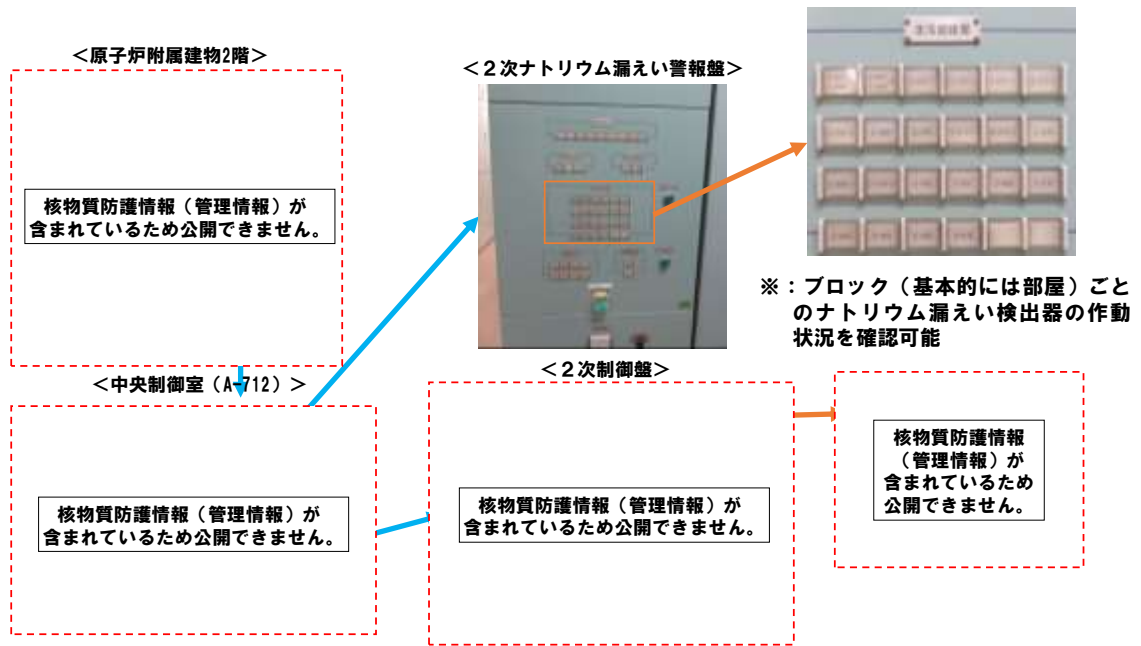 ＜原子炉附属建物2階＞
核物質防護情報（管理情報）が
含まれているため公開できません。
＜２次ナトリウム漏えい警報盤＞
※：ブロック（基本的には部屋）ごと
のナトリウム漏えい検出器の作動
状況を確認可能
＜中央制御室（A-712）＞
核物質防護情報（管理情報）が
含まれているため公開できません。
＜２次制御盤＞
核物質防護情報（管理情報）が
含まれているため公開できません。
核物質防護情報
（管理情報）が
含まれているため
公開できません。